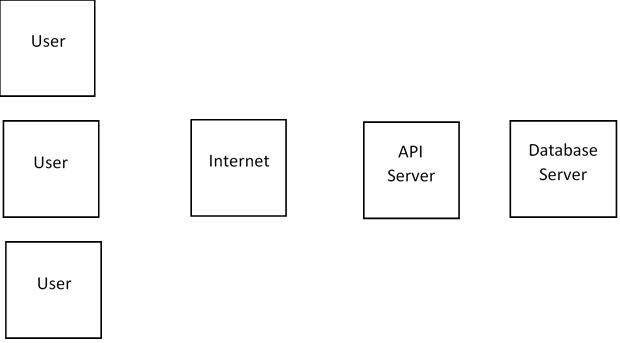 User
User
Internet
API
Server
Database
Server
User